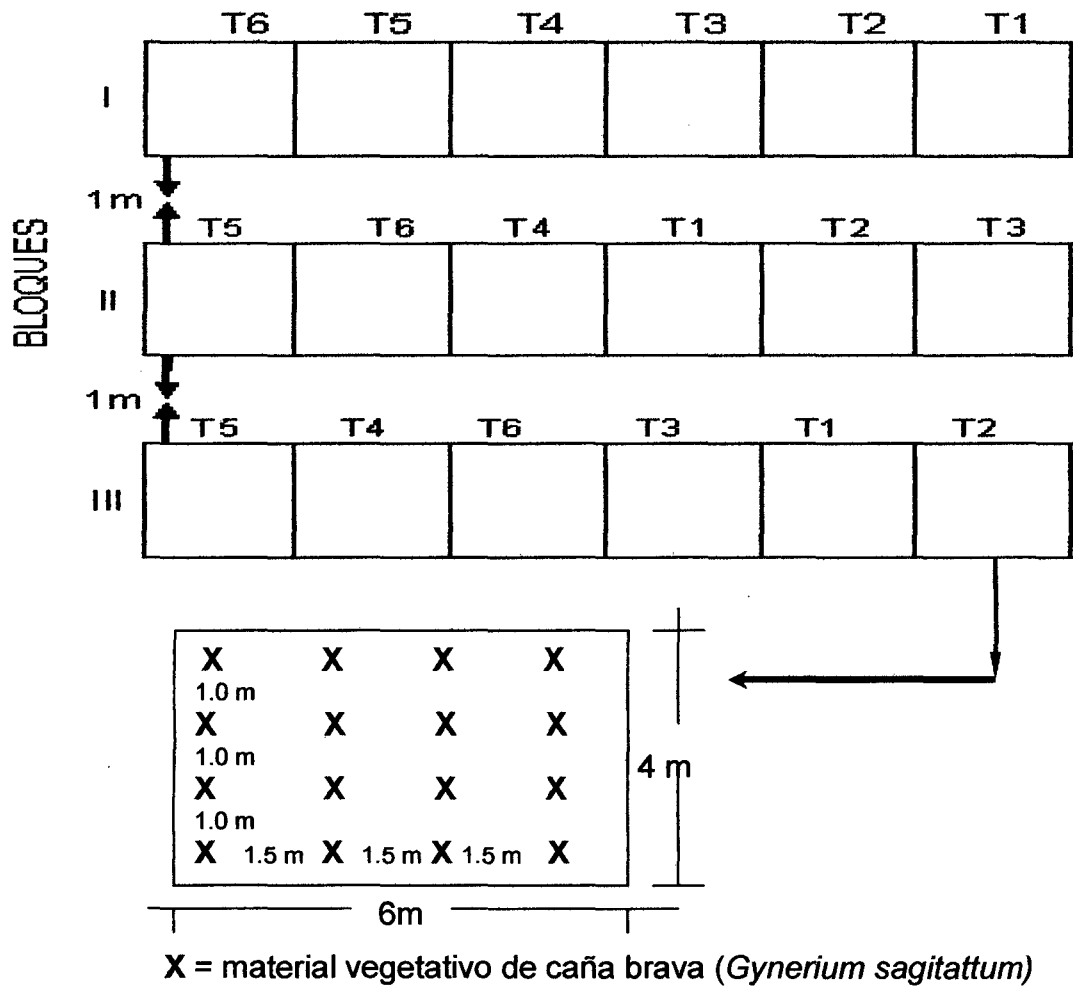 T6 T5 T4 T3 T2 T1
I
1m
T5 T6 T4 T1 T2 T3
BLOQUES
II
1m
T5 T4 T6 T3 T1 T2
III
X X X X
1.0 m
X X X X
1.0 m
4 m
X X X X
1.0 m
X 1.5 m X 1.5 m X 1.5 m X
6m
X = material vegetativo de caña brava (Gynerium sagitattum)